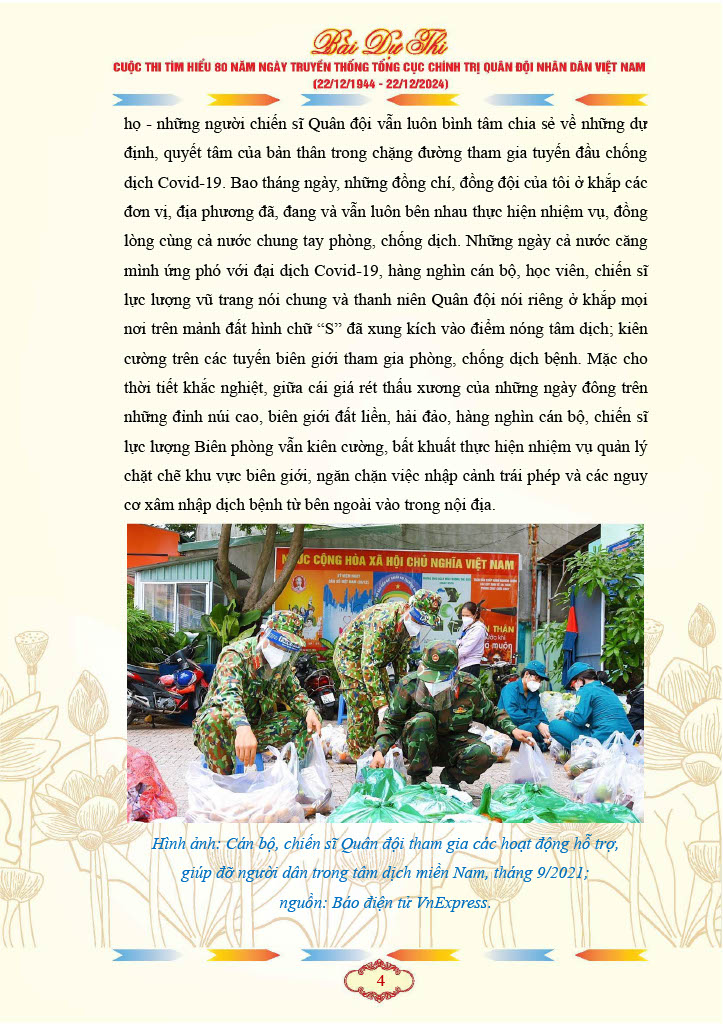 Bài Dự Thi
CUỘC THI TÌM HIỂU 80 NĂM NGÀY TRUYỀN THỐNG TỔNG CỤC CHÍNH TRỊ QUÂN ĐỘI NHÂN DÂN VIỆT NAM
(22/12/1944 - 22/12/2024)
họ - những người chiến sĩ Quân đội vẫn luôn bình tâm chia sẻ về những dự
định, quyết tâm của bản thân trong chặng đường tham gia tuyến đầu chống
dịch Covid-19. Bao tháng ngày, những đồng chí, đồng đội của tôi ở khắp các
đơn vị, địa phương đã, đang và vẫn luôn bên nhau thực hiện nhiệm vụ, đồng
lòng cùng cả nước chung tay phòng, chống dịch. Những ngày cả nước căng
mình ứng phó với đại dịch Covid-19, hàng nghìn cán bộ, học viên, chiến sĩ
lực lượng vũ trang nói chung và thanh niên Quân đội nói riêng ở khắp mọi
nơi trên mảnh đất hình chữ “S” đã xung kích vào điểm nóng tâm dịch; kiên
cường trên các tuyến biên giới tham gia phòng, chống dịch bệnh. Mặc cho
thời tiết khắc nghiệt, giữa cái giá rét thấu xương của những ngày đông trên
những đỉnh núi cao, biên giới đất liền, hải đảo, hàng nghìn cán bộ, chiến sĩ
lực lượng Biên phòng vẫn kiên cường, bất khuất thực hiện nhiệm vụ quản lý
chặt chẽ khu vực biên giới, ngăn chặn việc nhập cảnh trái phép và các nguy
cơ xâm nhập dịch bệnh từ bên ngoài vào trong nội địa.
NƯỚC CỘNG HÒA XÃ HỘI CHỦ NGHĨA VIỆT NAM
THÂN
muốn
Hình ảnh: Cán bộ, chiến sĩ Quân đội tham gia các hoạt động hỗ trợ,
giúp đỡ người dân trong tâm dịch miền Nam, tháng 9/2021;
nguồn: Báo điện tử VnExpress.
4